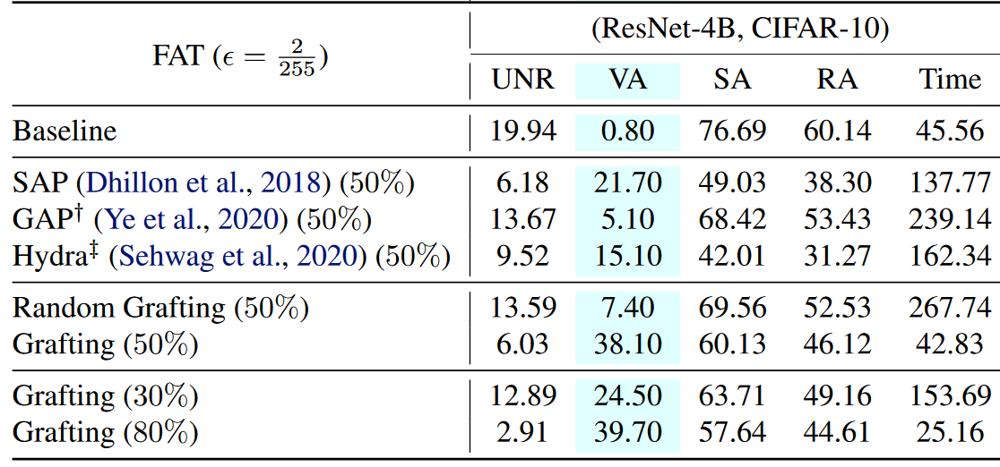 FAT (ϵ = 2/255) (ResNet-4B, CIFAR-10)
UNR VA SA RA Time
Baseline 19.94 0.80 76.69 60.14 45.56
SAP (Dhillon et al., 2018) (50%) 6.18 21.70 49.03 38.30 137.77
GAP† (Ye et al., 2020) (50%) 13.67 5.10 68.42 53.43 239.14
Hydra‡ (Sehwag et al., 2020) (50%) 9.52 15.10 42.01 31.27 162.34
Random Grafting (50%) 13.59 7.40 69.56 52.53 267.74
Grafting (50%) 6.03 38.10 60.13 46.12 42.83
Grafting (30%) 12.89 24.50 63.71 49.16 153.69
Grafting (80%) 2.91 39.70 57.64 44.61 25.16